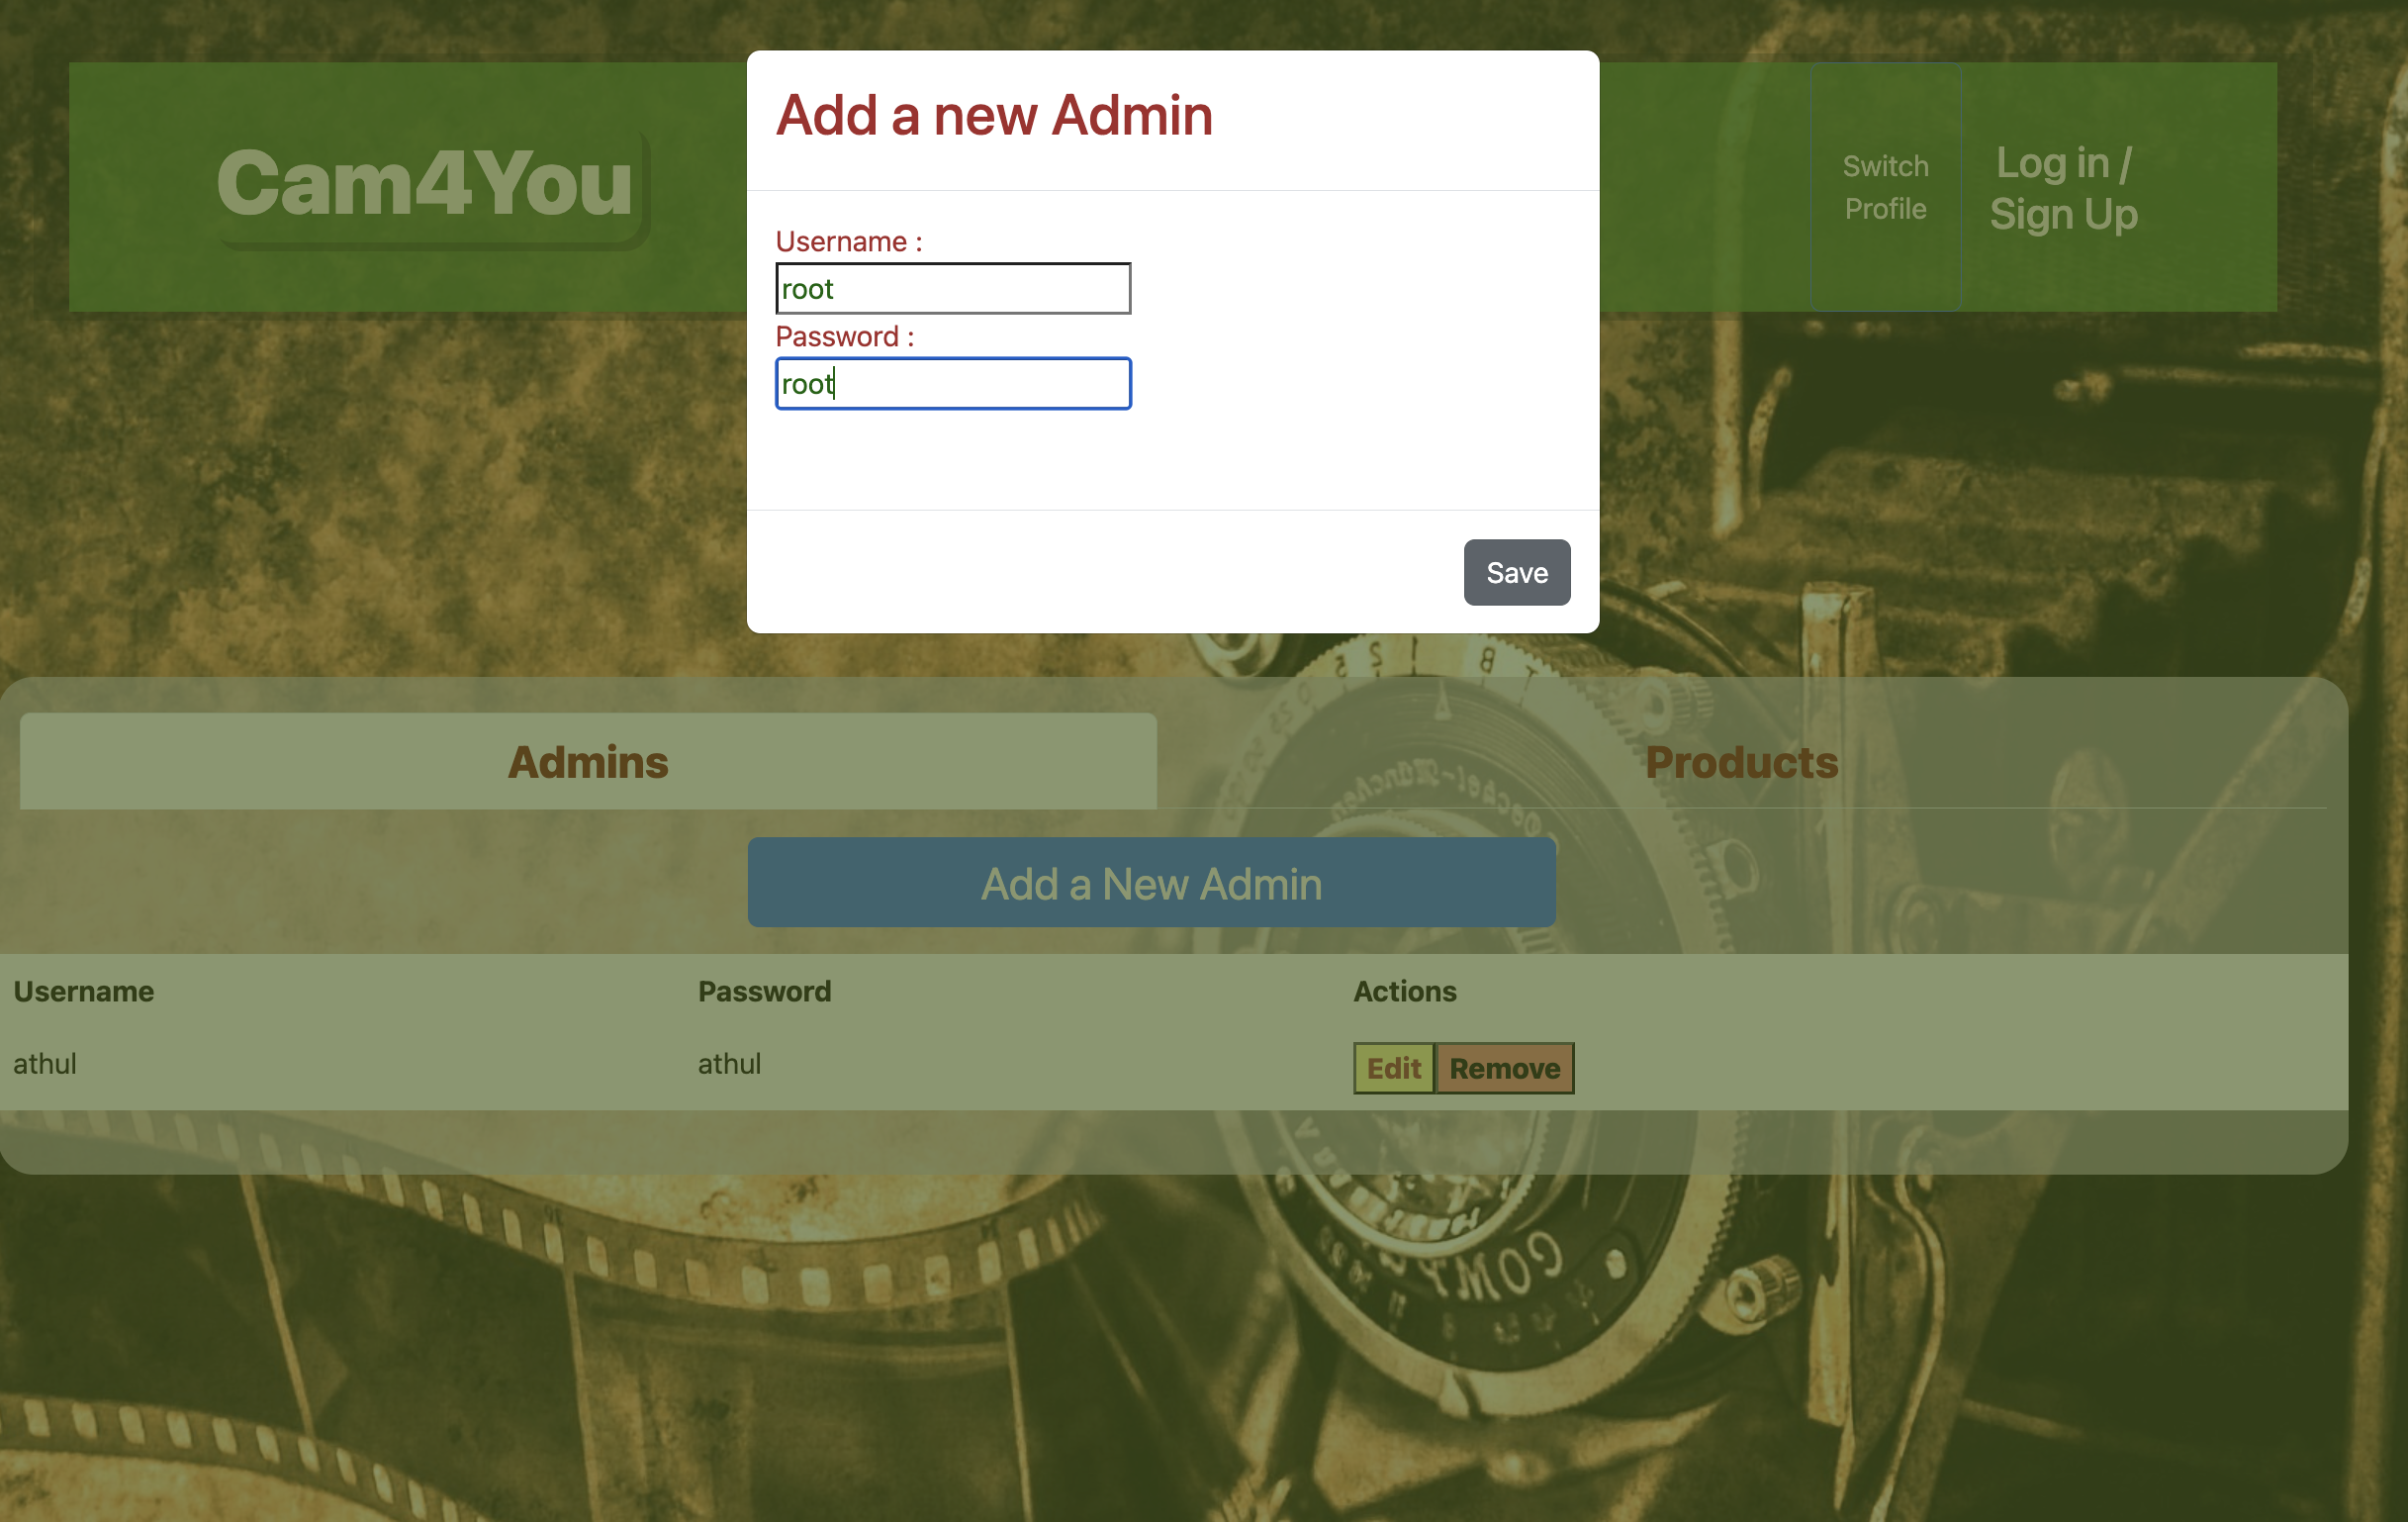 Add a new Admin
Cam4You
Switch
Profile
Log in /
Sign Up
Username :
root
Password :
root
Save
Admins
Products
Add a New Admin
Username Password Actions
athul athul Edit Remove